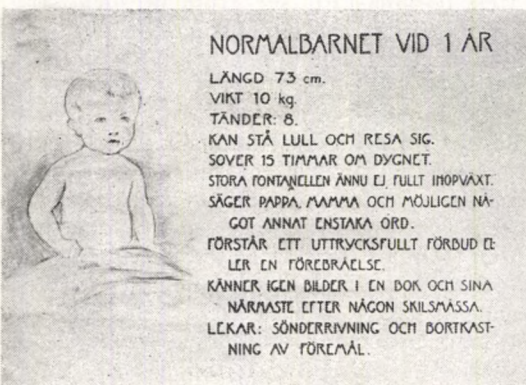 NORMALBARNET VID 1 ÅR
LÄNGD 73 cm.
VIKT 10 kg.
TÄNDER: 8.
KAN STÅ LULL OCH RESA SIG.
SOVER 15 TIMMAR OM DYGNET.
STORA FONTANELLEN ÄNNU EJ FULLT IHOPVÄXT.
SÄGER PAPPA, MAMMA OCH MÖJLIGEN NÅ-
GOT ANNAT ENSTAKA ORD.
FÖRSTÅR ETT UTTRYCKSFULLT FÖRBUD EL-
LER EN FÖREBRÅELSE.
KÄNNER IGEN BILDER I EN BOK OCH SINA
NÄRMASTE EFTER NÅGON SKILSMÄSSA.
LEKAR: SÖNDERRIVNING OCH BORTKAST-
NING AV FÖREMÅL.